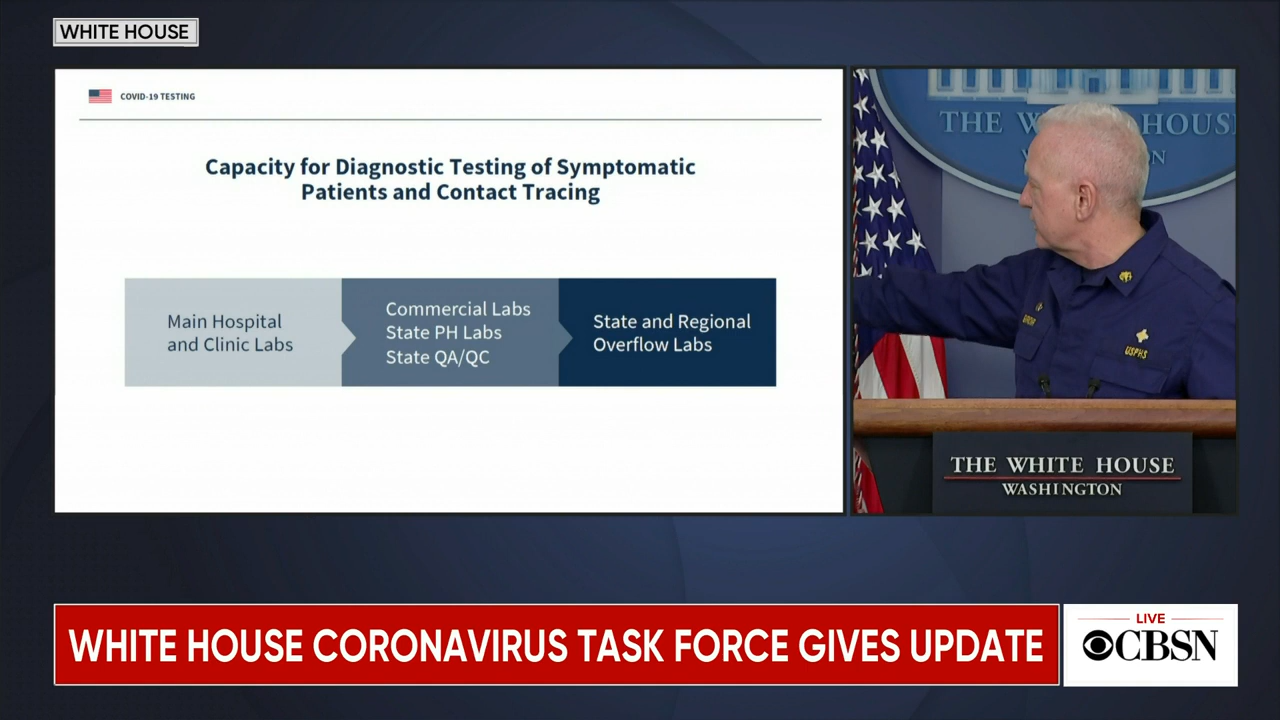 WHITE HOUSE
COVID-19 TESTING
Capacity for Diagnostic Testing of Symptomatic
Patients and Contact Tracing
Main Hospital
and Clinic Labs
Commercial Labs
State PH Labs
State QA/QC
State and Regional
Overflow Labs
THE WHITE HOUSE
WASHINGTON
USPHS
THE WHITE HOUSE
WASHINGTON
WHITE HOUSE CORONAVIRUS TASK FORCE GIVES UPDATE
LIVE
CBSN